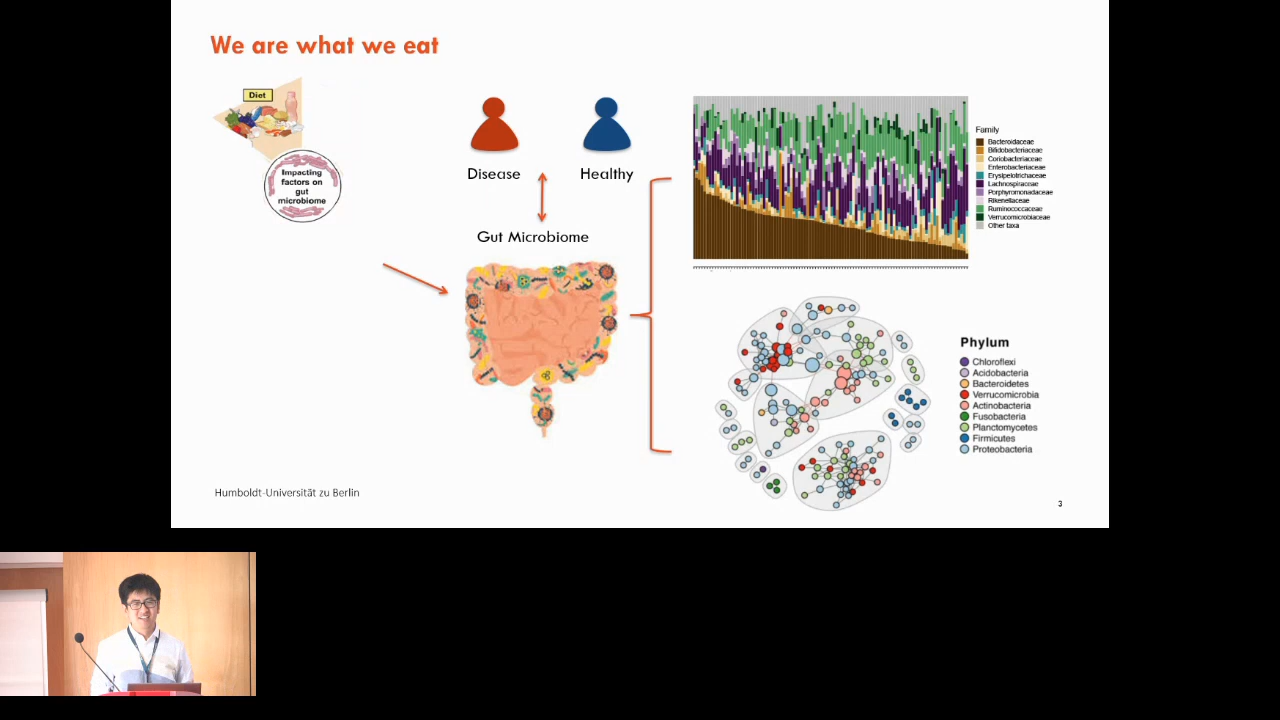 We are what we eat
Diet
Impacting
factors on
gut
microbiome
Disease
Healthy
Gut Microbiome
Family
Bacteroidaceae
Bifidobacteriaceae
Coriobacteriaceae
Enterobacteriaceae
Erysipelotrichaceae
Lachnospiraceae
Porphyromonadaceae
Rikenellaceae
Ruminococcaceae
Verrucomicrobiaceae
Other taxa
Phylum
Chloroflexi
Acidobacteria
Bacteroidetes
Verrucomicrobia
Actinobacteria
Fusobacteria
Planctomycetes
Firmicutes
Proteobacteria
Humboldt-Universität zu Berlin
3